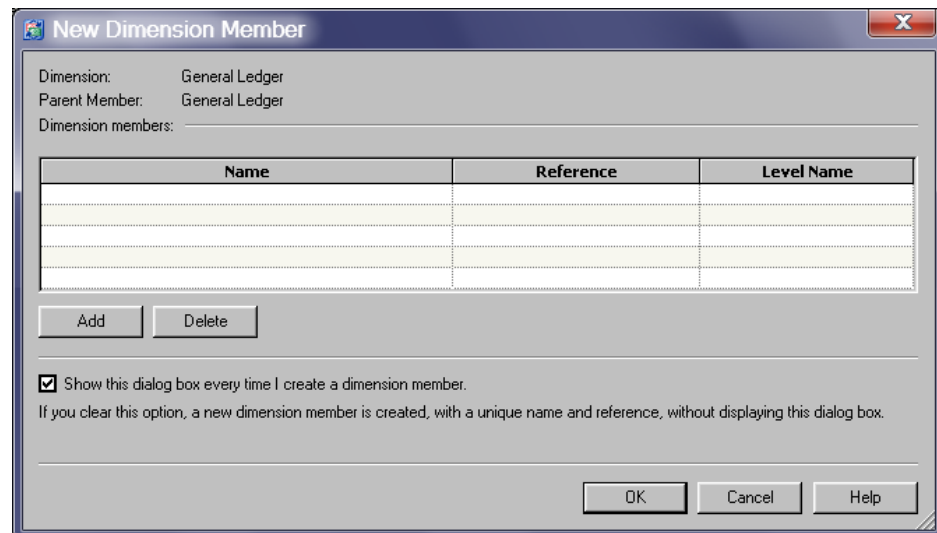 New Dimension Member
Dimension: General Ledger
Parent Member: General Ledger
Dimension members:
Name Reference Level Name
Add Delete
Show this dialog box every time I create a dimension member.
If you clear this option, a new dimension member is created, with a unique name and reference, without displaying this dialog box.
OK Cancel Help